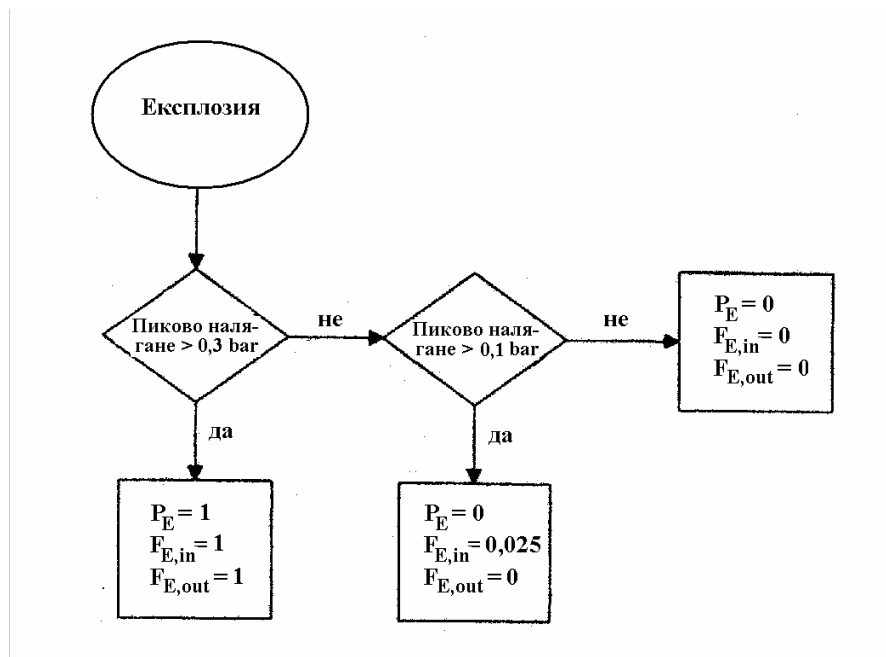 Експлозия
Пиково наля-
гане > 0,3 bar
не
Пиково наля-
гане > 0,1 bar
не
P_E = 0
F_E,in = 0
F_E,out = 0
да
да
P_E = 1
F_E,in = 1
F_E,out = 1
P_E = 0
F_E,in = 0,025
F_E,out = 0